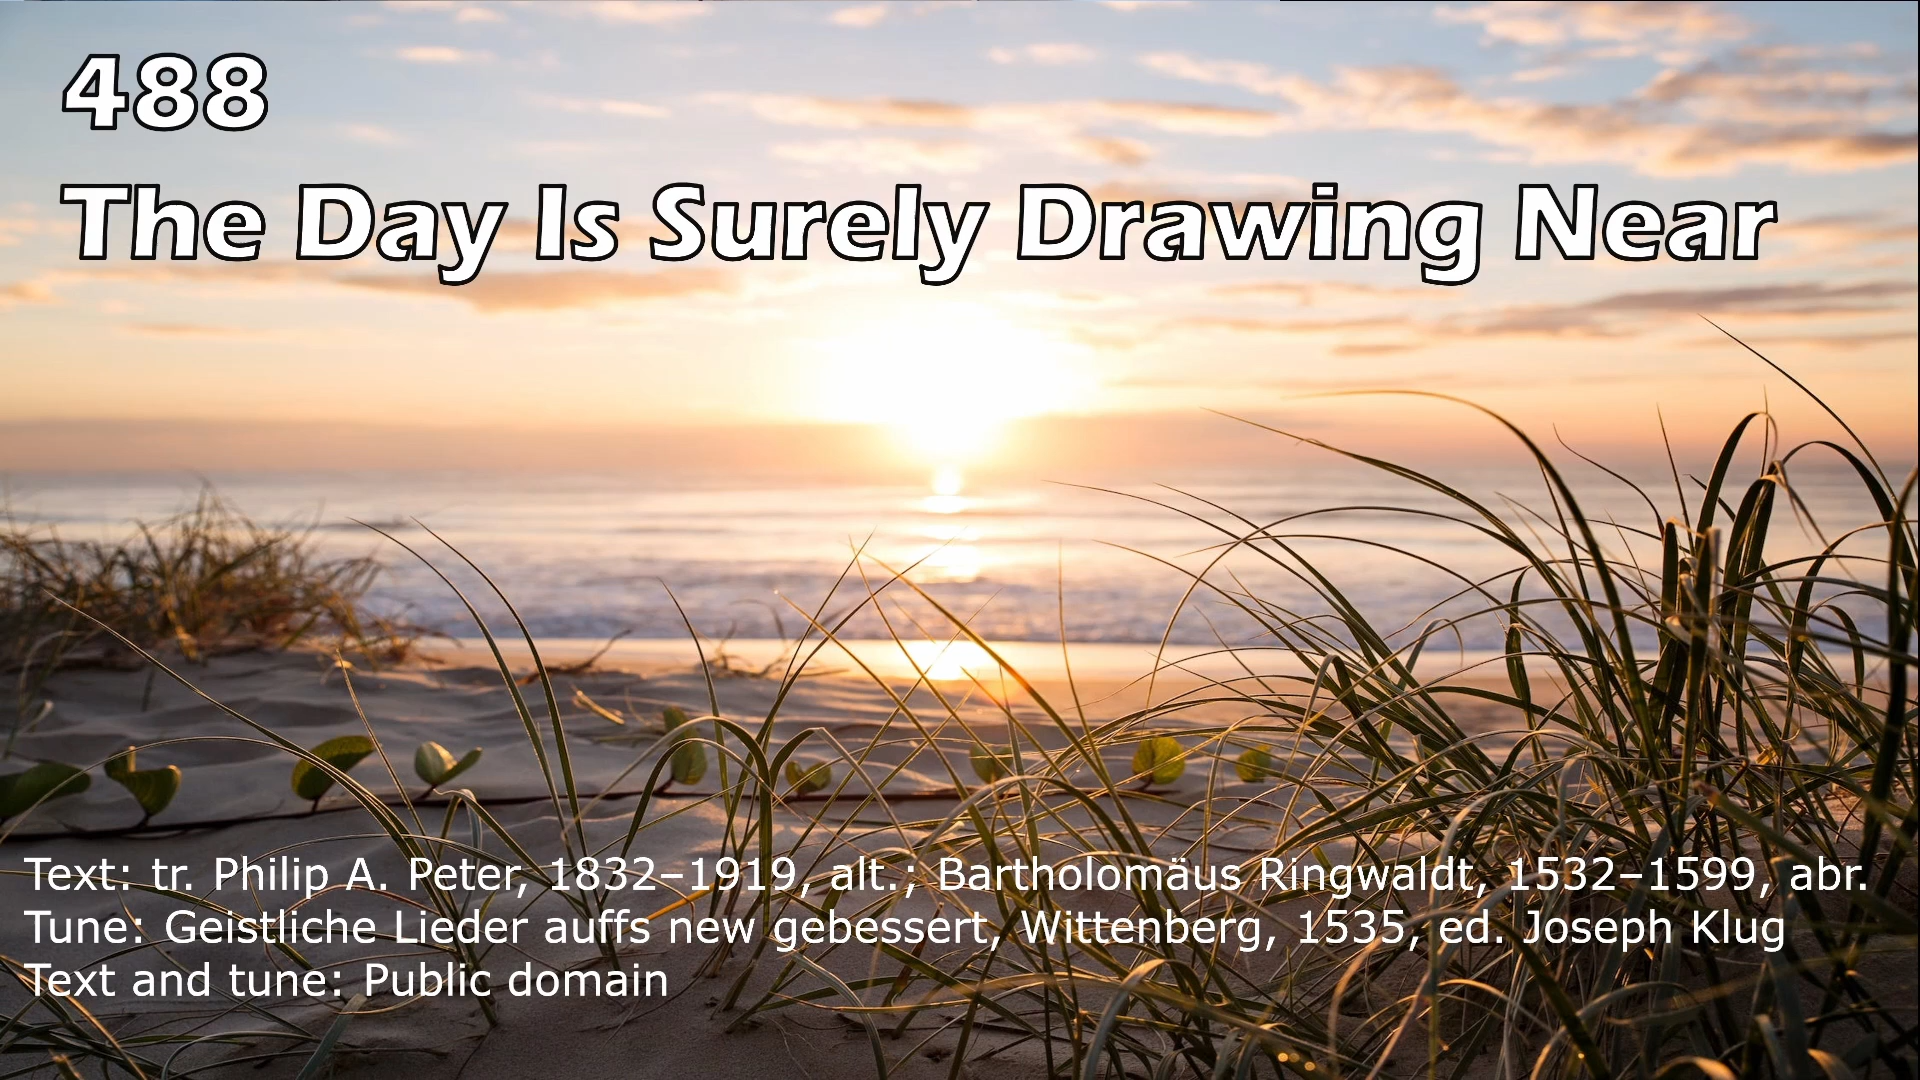 488
The Day Is Surely Drawing Near
Text: tr. Philip A. Peter, 1832–1919, alt.; Bartholomäus Ringwaldt, 1532–1599, abr.
Tune: Geistliche Lieder auffs new gebessert, Wittenberg, 1535, ed. Joseph Klug
Text and tune: Public domain